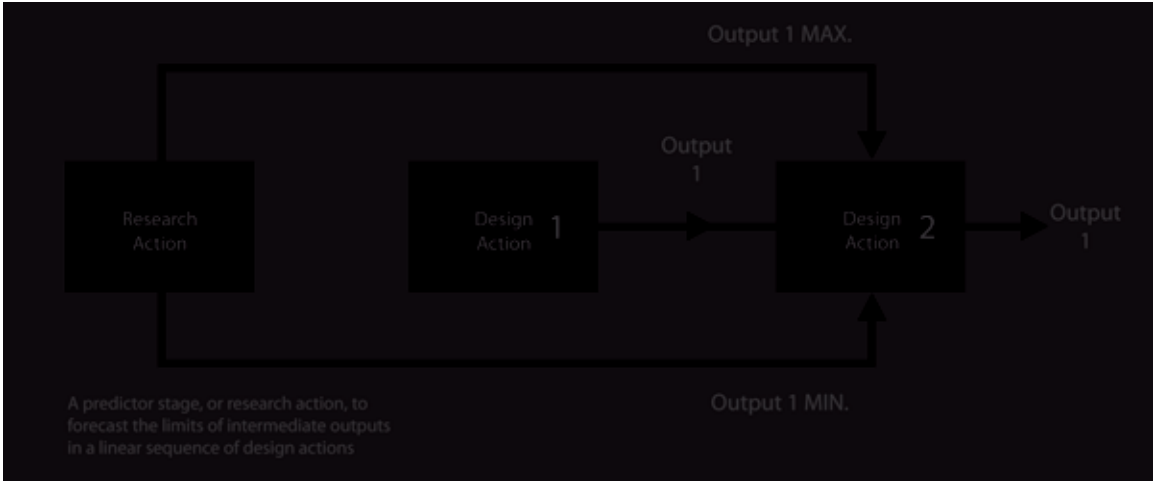 Output 1 MAX.
Output
1
Research
Action
Design
Action
1
Design
Action
2
Output
1
A predictor stage, or research action, to
forecast the limits of intermediate outputs
in a linear sequence of design actions
Output 1 MIN.